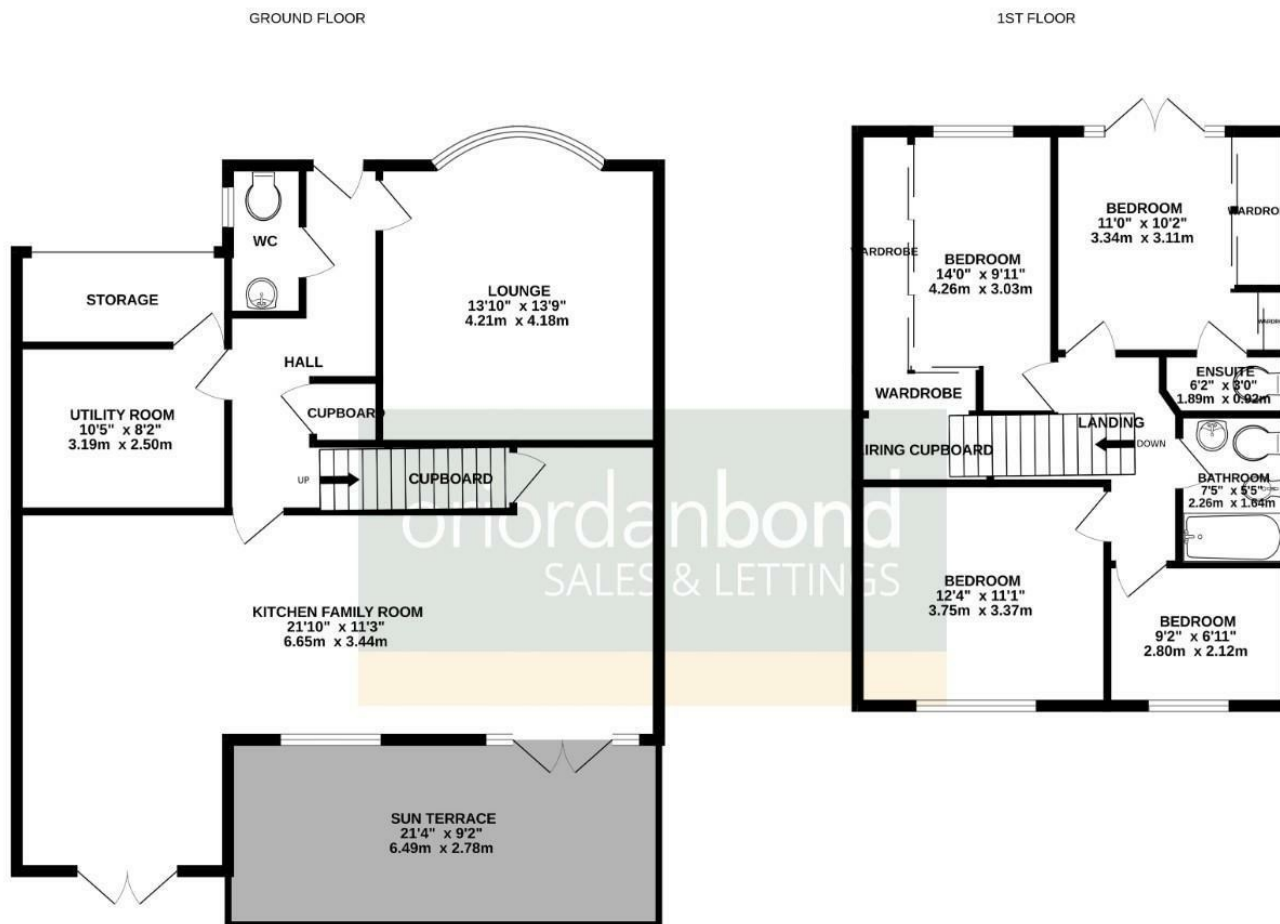 GROUND FLOOR
1ST FLOOR
WC
STORAGE
LOUNGE
13'10" x 13'9"
4.21m x 4.18m
HALL
UTILITY ROOM
10'5" x 8'2"
3.19m x 2.50m
CUPBOARD
UP
CUPBOARD
KITCHEN FAMILY ROOM
21'10" x 11'3"
6.65m x 3.44m
SUN TERRACE
21'4" x 9'2"
6.49m x 2.78m
BEDROOM
11'0" x 10'2"
3.34m x 3.11m
WARDRO
WARDROBE
BEDROOM
14'0" x 9'11"
4.26m x 3.03m
WARDROBE
ENSUITE
6'2" x 3'0"
1.89m x 0.92m
LANDING
DOWN
IRING CUPBOARD
BATHROOM
7'5" x 5'5"
2.26m x 1.64m
BEDROOM
12'4" x 11'1"
3.75m x 3.37m
BEDROOM
9'2" x 6'11"
2.80m x 2.12m
SALES & LETTINGS